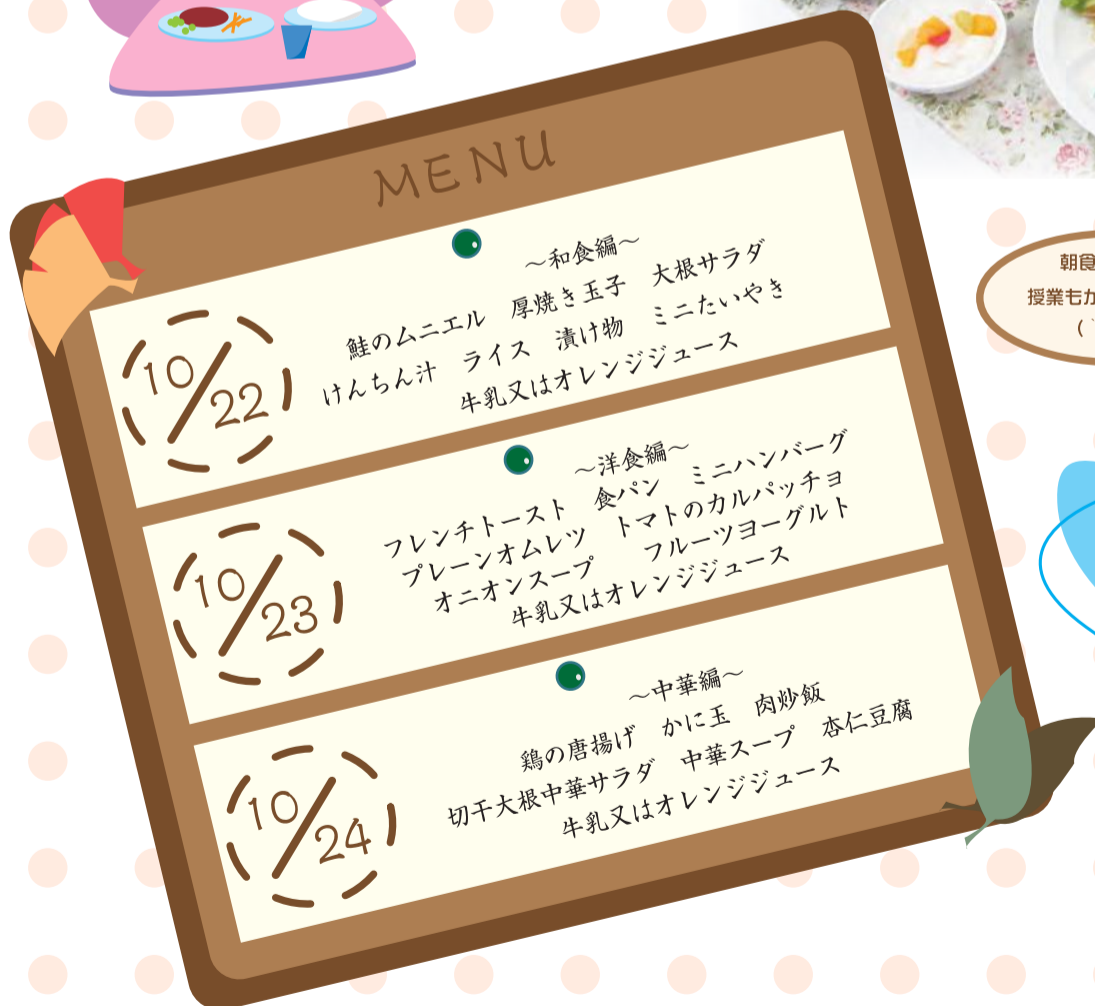 MENU
10/22
～和食編～
鮭のムニエル　厚焼き玉子　大根サラダ
けんちん汁　ライス　漬け物　ミニたいやき
牛乳又はオレンジジュース
10/23
～洋食編～
フレンチトースト　食パン　ミニハンバーグ
プレーンオムレツ　トマトのカルパッチョ
オニオンスープ　フルーツヨーグルト
牛乳又はオレンジジュース
10/24
～中華編～
鶏の唐揚げ　かに玉　肉炒飯
切干大根中華サラダ　中華スープ　杏仁豆腐
牛乳又はオレンジジュース
朝食
授業も